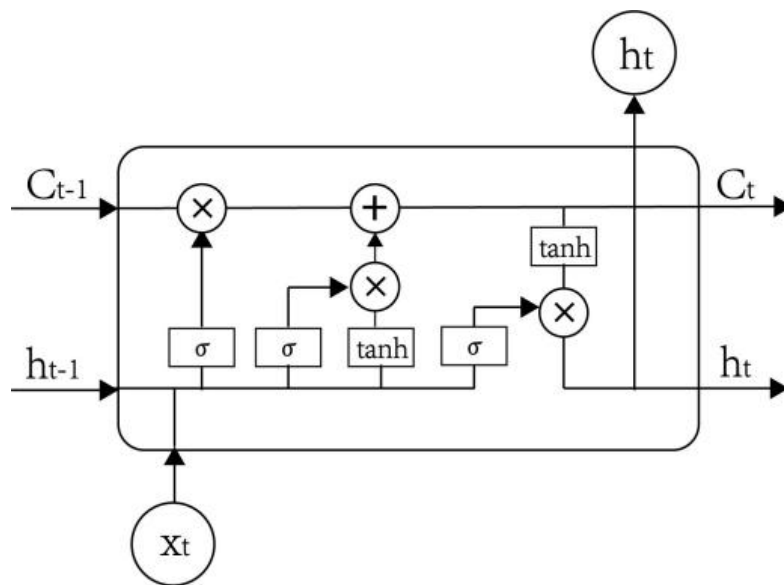 ht
Ct-1
×
+
Ct
tanh
×
×
σ
σ
tanh
σ
ht-1
ht
xt